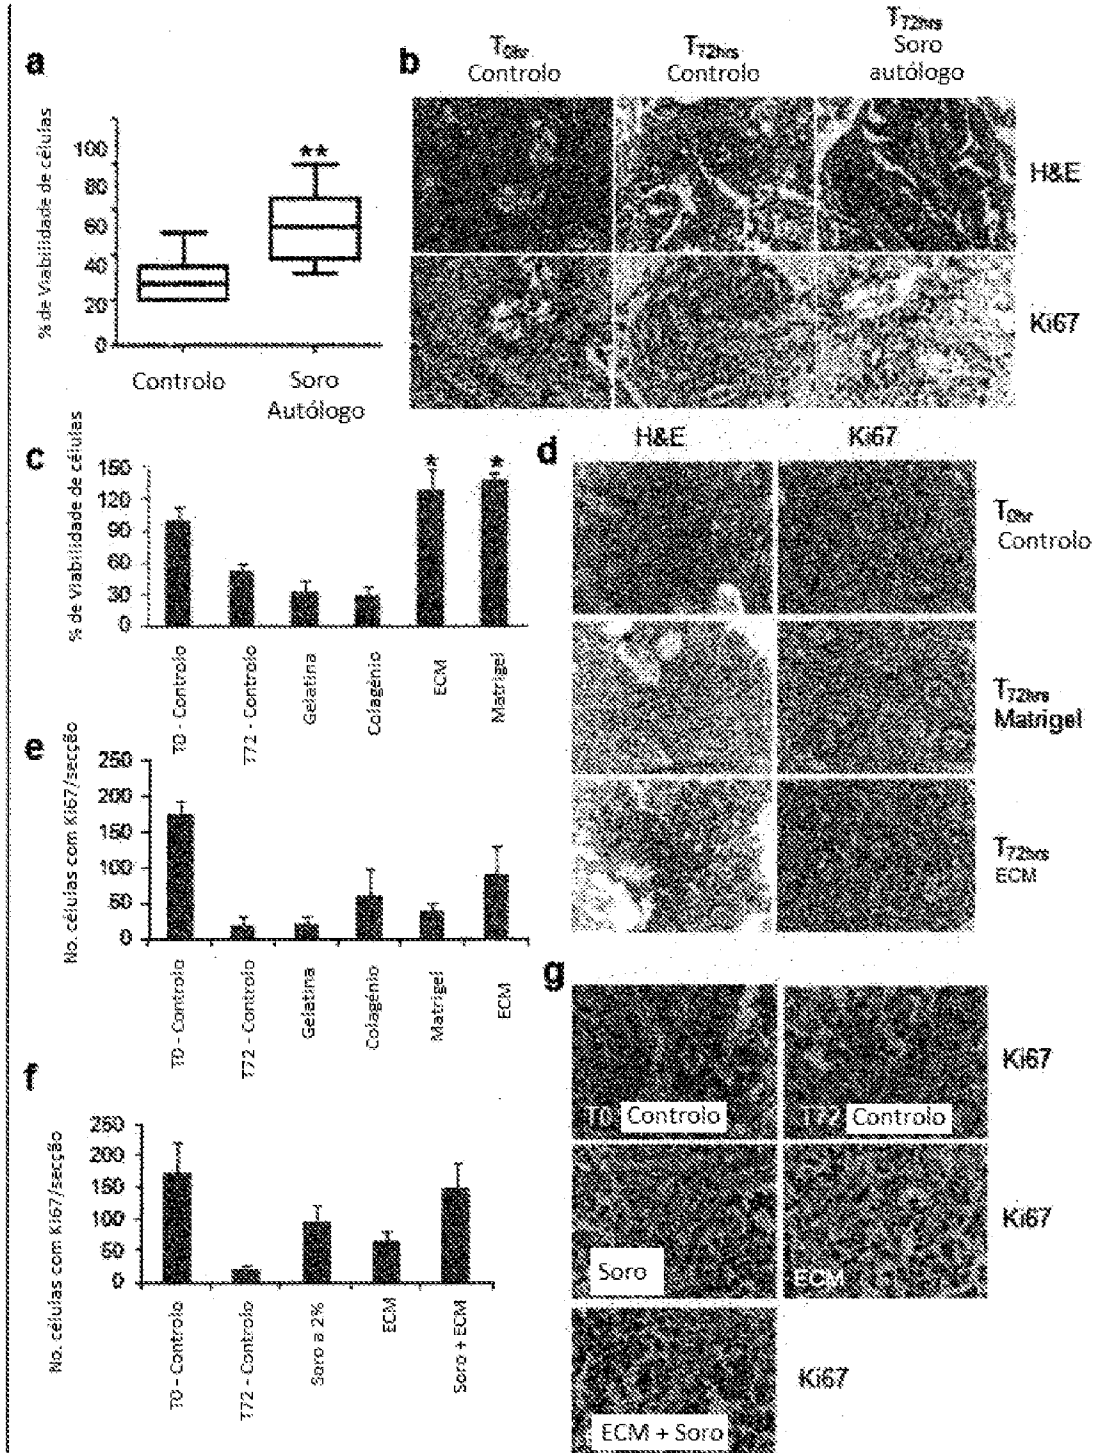 a
% de Viabilidade de células
100
80
60
40
20
0
**
Controlo
Soro
Autólogo
b
T0hr
Controlo
T72hrs
Controlo
T72hrs
Soro
autólogo
H&E
Ki67
c
% de Viabilidade de células
150
120
90
60
30
0
*
*
T0 - Controlo
T72 - Controlo
Gelatina
Colagénio
ECM
Matrigel
d
H&E
Ki67
T0hr
Controlo
T72hrs
Matrigel
T72hrs
ECM
e
No. células com Ki67/secção
250
200
150
100
50
0
T0 - Controlo
T72 - Controlo
Gelatina
Colagénio
Matrigel
ECM
f
No. células com Ki67/secção
250
200
150
100
50
0
T0 - Controlo
T72 - Controlo
Soro a 2%
ECM
Soro + ECM
g
T0 Controlo
T72 Controlo
Ki67
Soro
ECM
Ki67
ECM + Soro
Ki67